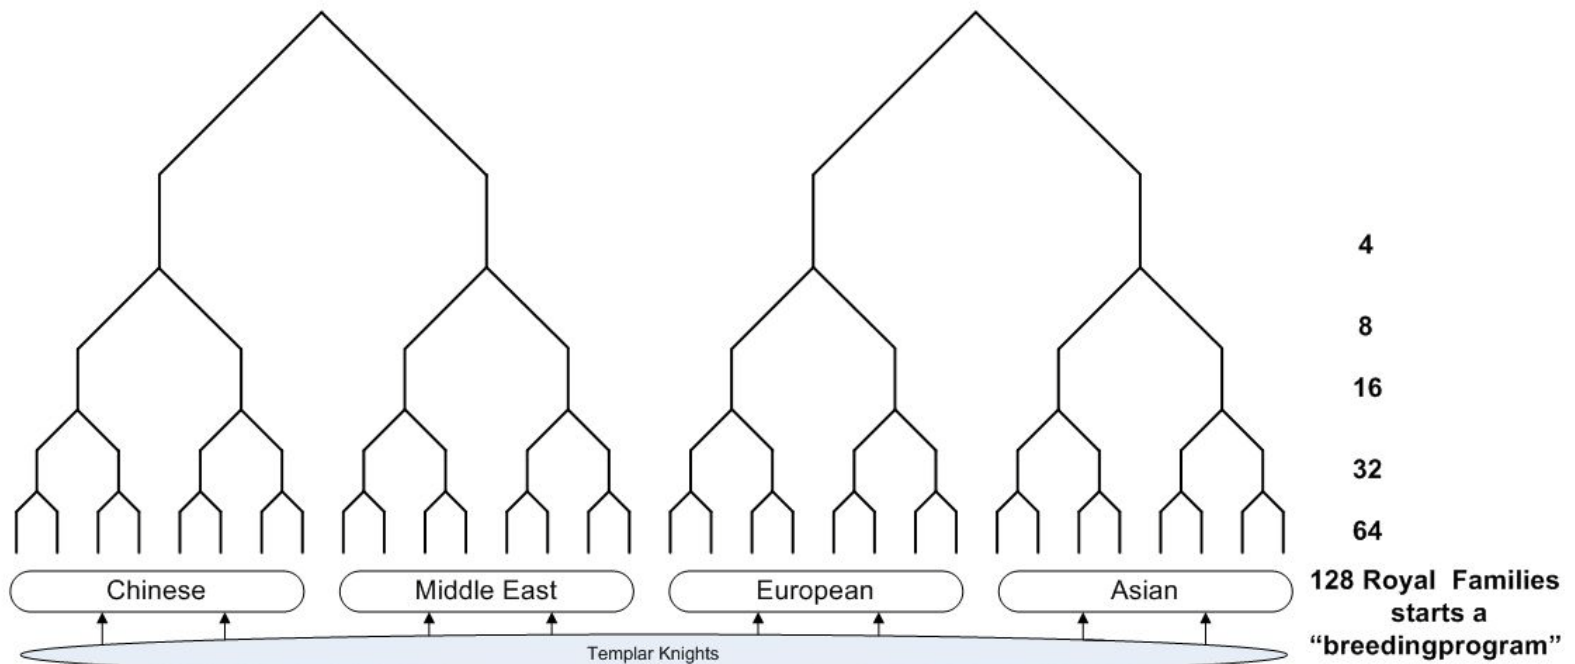 4
8
16
32
64
Chinese
Middle East
European
Asian
128 Royal Families
starts a
“breedingprogram”
Templar Knights